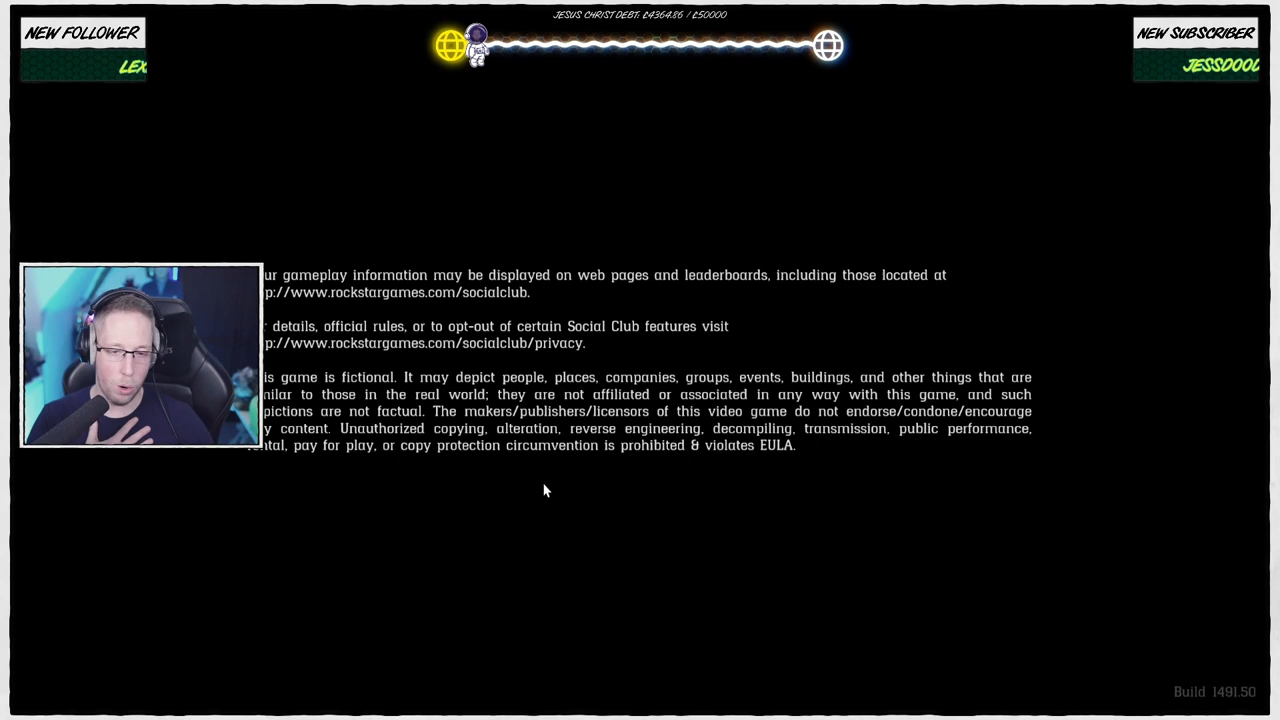 JESUS CHRIST DEBT: £4364.86 / £50000
NEW FOLLOWER
NEW SUBSCRIBER
LEX
JESSDOOL
ur gameplay information may be displayed on web pages and leaderboards, including those located at
p://www.rockstargames.com/socialclub.
details, official rules, or to opt-out of certain Social Club features visit
p://www.rockstargames.com/socialclub/privacy.
is game is fictional. It may depict people, places, companies, groups, events, buildings, and other things that are
milar to those in the real world; they are not affiliated or associated in any way with this game, and such
pictions are not factual. The makers/publishers/licensors of this video game do not endorse/condone/encourage
y content. Unauthorized copying, alteration, reverse engineering, decompiling, transmission, public performance,
ental, pay for play, or copy protection circumvention is prohibited & violates EULA.
Build 1491.50